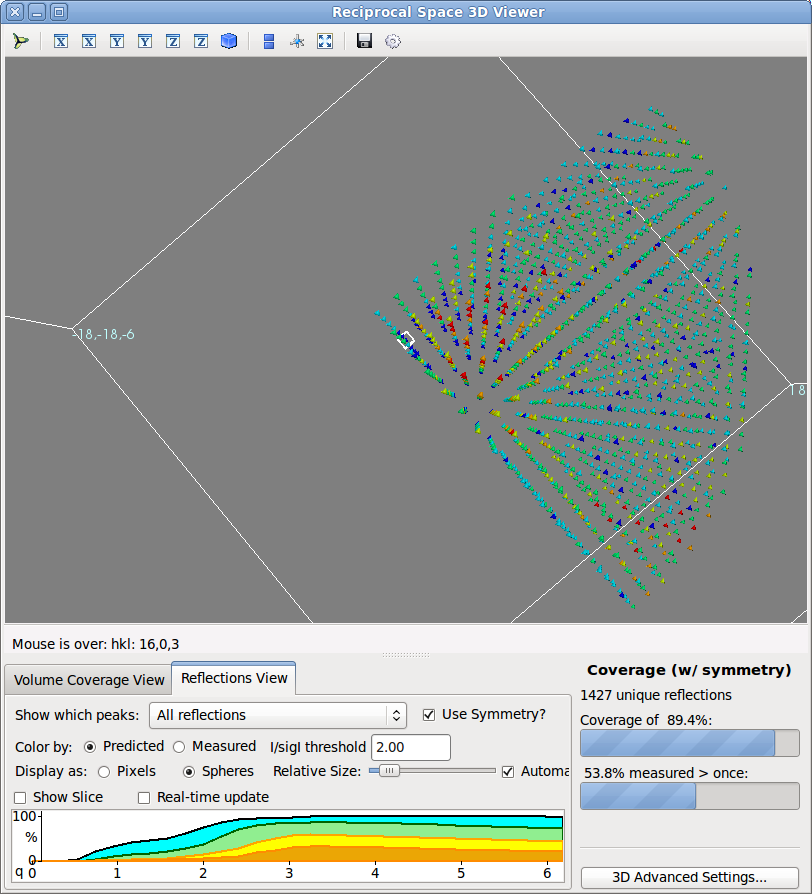 Reciprocal Space 3D Viewer
X X Y Y Z Z
-18,-18,-6
18
Mouse is over: hkl: 16,0,3
Volume Coverage View
Reflections View
Show which peaks: All reflections
Use Symmetry?
Color by: Predicted Measured I/sigI threshold 2.00
Display as: Pixels Spheres Relative Size: Automa
Show Slice Real-time update
100
%
0
q 0 1 2 3 4 5 6
Coverage (w/ symmetry)
1427 unique reflections
Coverage of 89.4%:
53.8% measured > once:
3D Advanced Settings...